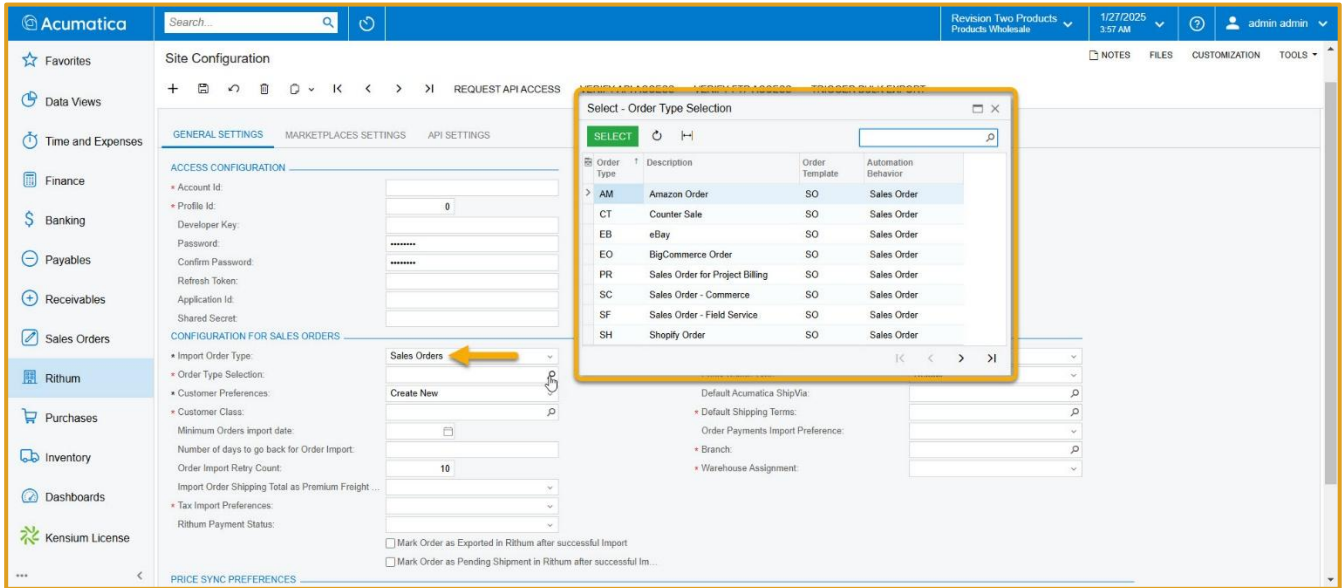 Acumatica
Search...
Revision Two Products
Products Wholesale
1/27/2025
3:57 AM
admin admin
Favorites
Data Views
Time and Expenses
Finance
Banking
Payables
Receivables
Sales Orders
Rithum
Purchases
Inventory
Dashboards
Kensium License
Site Configuration
NOTES FILES CUSTOMIZATION TOOLS
REQUEST API ACCESS
GENERAL SETTINGS MARKETPLACES SETTINGS API SETTINGS
ACCESS CONFIGURATION
* Account Id:
* Profile Id: 0
Developer Key:
Password: ••••••••
Confirm Password: ••••••••
Refresh Token:
Application Id:
Shared Secret:
CONFIGURATION FOR SALES ORDERS
* Import Order Type: Sales Orders
* Order Type Selection:
* Customer Preferences: Create New
* Customer Class:
Minimum Orders import date:
Number of days to go back for Order Import:
Order Import Retry Count: 10
Import Order Shipping Total as Premium Freight ...
* Tax Import Preferences:
Rithum Payment Status:
Mark Order as Exported in Rithum after successful Import
Mark Order as Pending Shipment in Rithum after successful Im...
PRICE SYNC PREFERENCES
Default Acumatica ShipVia:
* Default Shipping Terms:
Order Payments Import Preference:
* Branch:
* Warehouse Assignment:
Select - Order Type Selection
SELECT
Order Type Description Order Template Automation Behavior
AM Amazon Order SO Sales Order
CT Counter Sale SO Sales Order
EB eBay SO Sales Order
EO BigCommerce Order SO Sales Order
PR Sales Order for Project Billing SO Sales Order
SC Sales Order - Commerce SO Sales Order
SF Sales Order - Field Service SO Sales Order
SH Shopify Order SO Sales Order